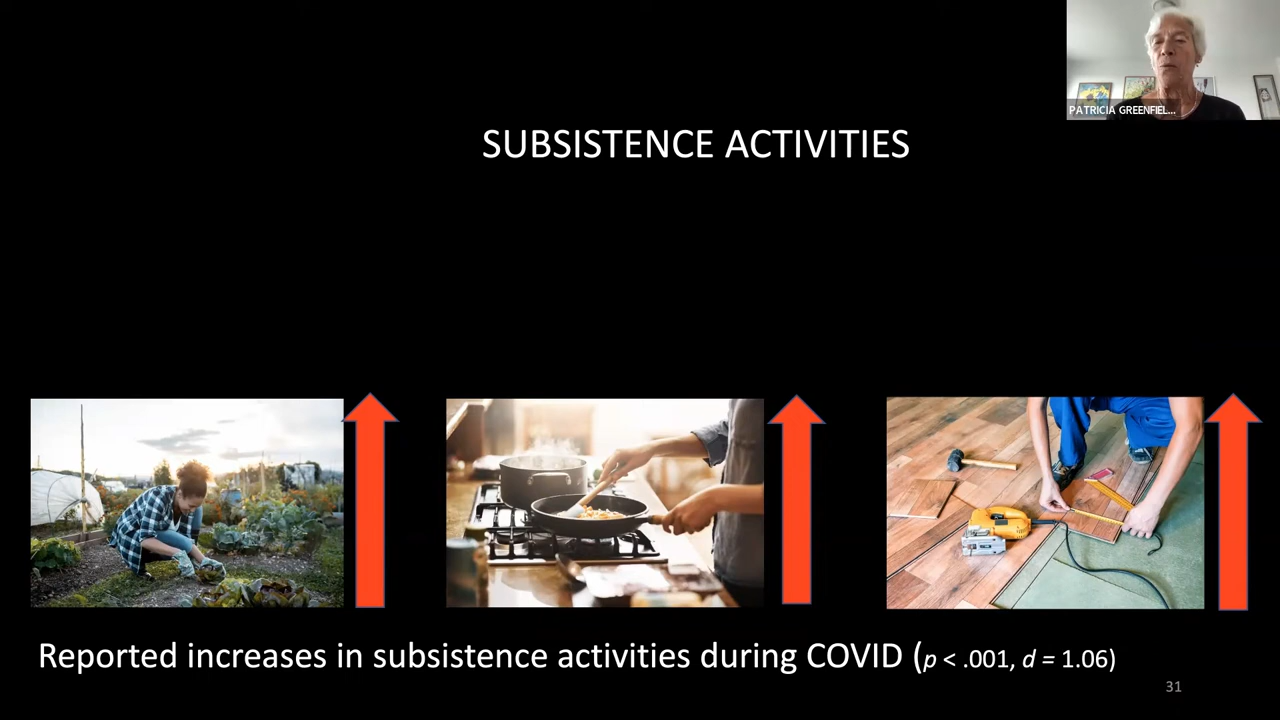 PATRICIA GREENFIEL...
SUBSISTENCE ACTIVITIES
Reported increases in subsistence activities during COVID (p < .001, d = 1.06)
31